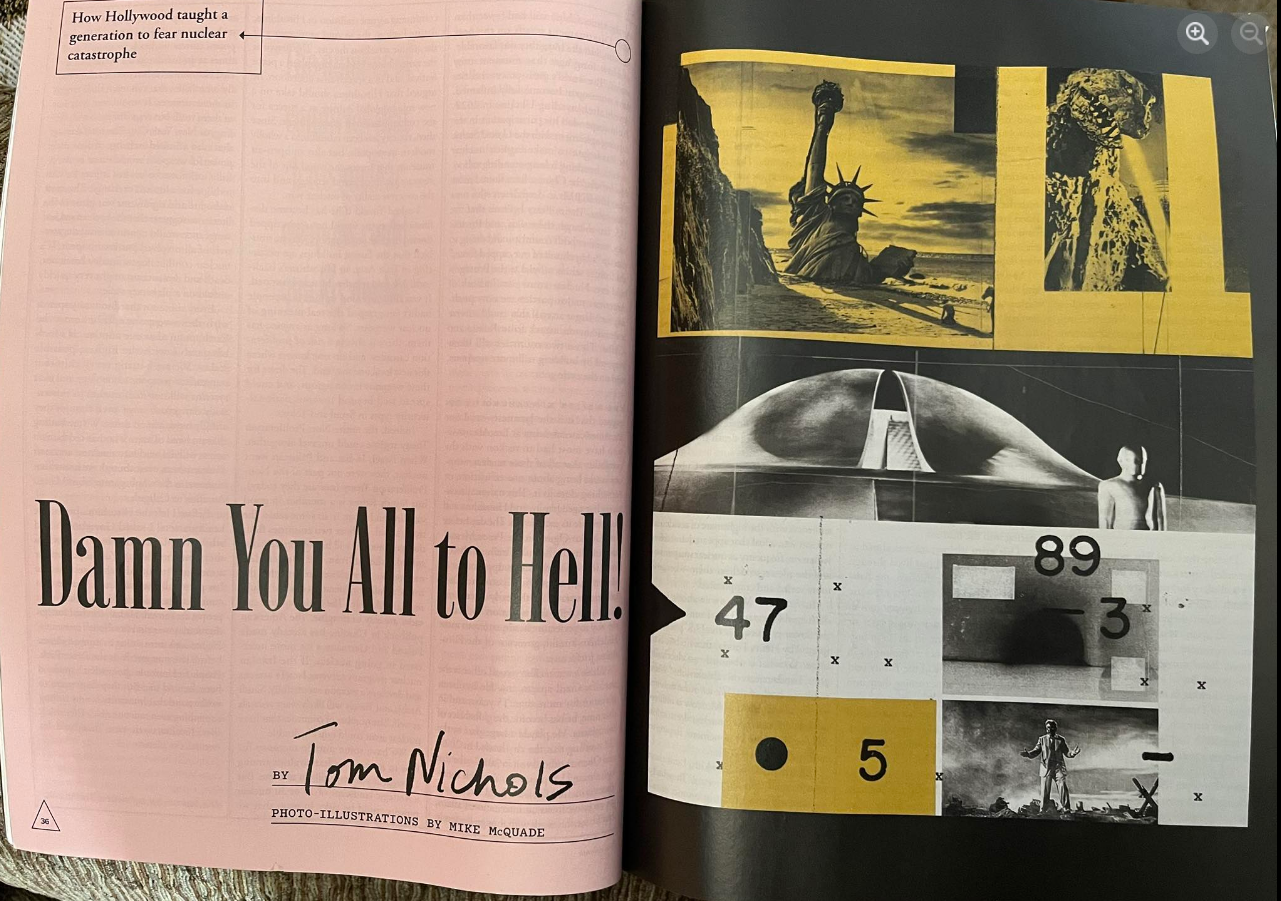 How Hollywood taught a
generation to fear nuclear
catastrophe
Damn You All to Hell!
BY Tom Nichols
PHOTO-ILLUSTRATIONS BY MIKE McQUADE
36
89
47
– 3
5
–
x
x
x
x
x
x
x
x
x
x
x